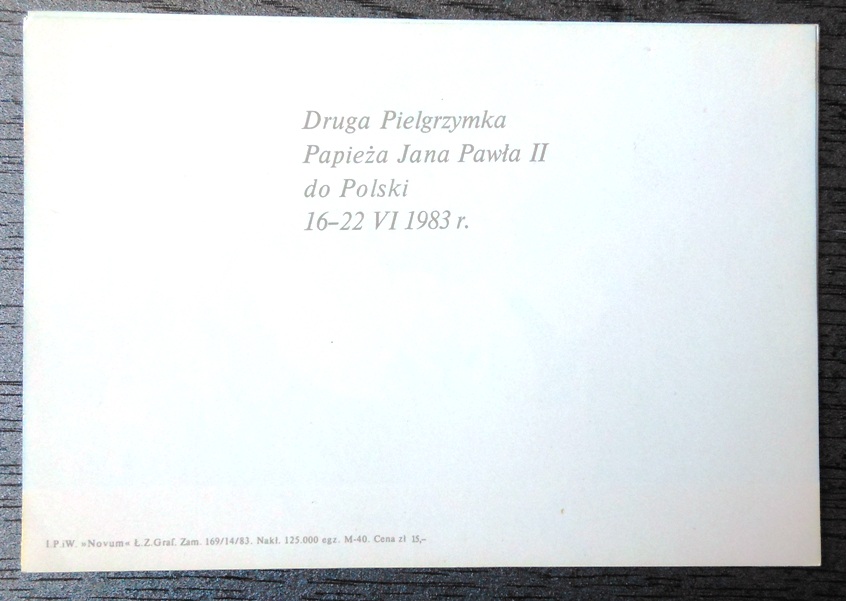 Druga Pielgrzymka
Papieża Jana Pawła II
do Polski
16–22 VI 1983 r.
I.P.iW. »Novum« Ł.Z.Graf. Zam. 169/14/83. Nakł. 125.000 egz. M-40. Cena zł 15,–